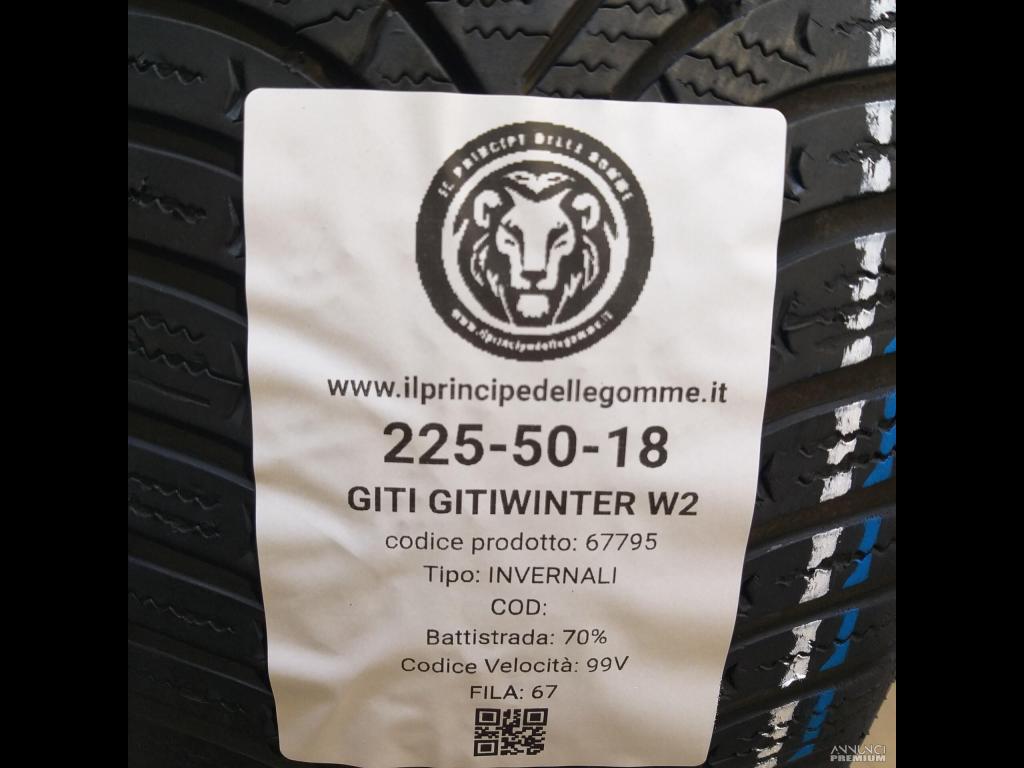 IL PRINCIPE DELLE GOMME
www.ilprincipedellegomme.it
www.ilprincipedellegomme.it
225-50-18
GITI GITIWINTER W2
codice prodotto: 67795
Tipo: INVERNALI
COD:
Battistrada: 70%
Codice Velocità: 99V
FILA: 67
ANNUNCI
PREMIUM